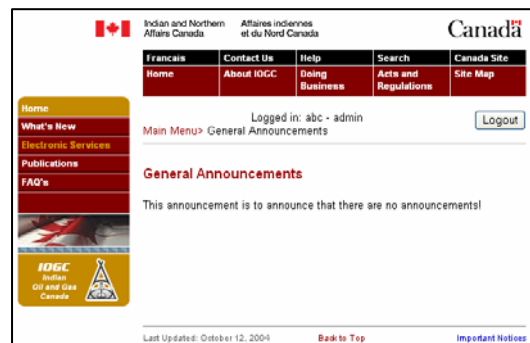 Indian and Northern Affaires indiennes
Affairs Canada et du Nord Canada
Canada
Francais Contact Us Help Search Canada Site
Home About IOGC Doing Business Acts and Regulations Site Map
Home
What's New
Electronic Services
Publications
FAQ's
IOGC
Indian
Oil and Gas
Canada
Logged in: abc - admin
Logout
Main Menu> General Announcements
General Announcements
This announcement is to announce that there are no announcements!
Last Updated: October 12, 2004 Back to Top Important Notices